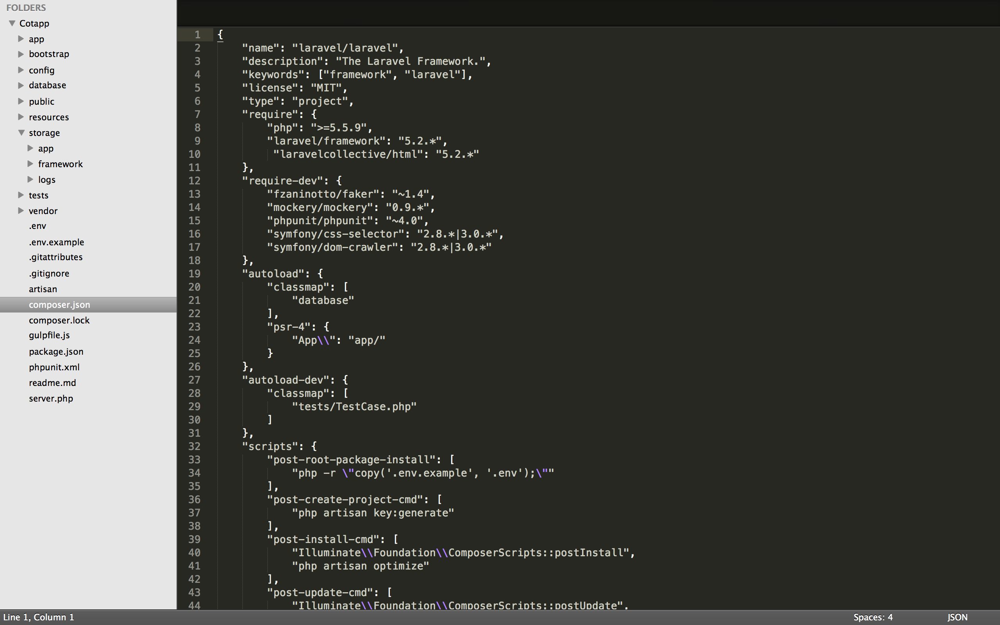 FOLDERS
Cotapp
app
bootstrap
config
database
public
resources
storage
app
framework
logs
tests
vendor
.env
.env.example
.gitattributes
.gitignore
artisan
composer.json
composer.lock
gulpfile.js
package.json
phpunit.xml
readme.md
server.php
1 {
2     "name": "laravel/laravel",
3     "description": "The Laravel Framework.",
4     "keywords": ["framework", "laravel"],
5     "license": "MIT",
6     "type": "project",
7     "require": {
8         "php": ">=5.5.9",
9         "laravel/framework": "5.2.*",
10         "laravelcollective/html": "5.2.*"
11     },
12     "require-dev": {
13         "fzaninotto/faker": "~1.4",
14         "mockery/mockery": "0.9.*",
15         "phpunit/phpunit": "~4.0",
16         "symfony/css-selector": "2.8.*|3.0.*",
17         "symfony/dom-crawler": "2.8.*|3.0.*"
18     },
19     "autoload": {
20         "classmap": [
21             "database"
22         ],
23         "psr-4": {
24             "App\\": "app/"
25         }
26     },
27     "autoload-dev": {
28         "classmap": [
29             "tests/TestCase.php"
30         ]
31     },
32     "scripts": {
33         "post-root-package-install": [
34             "php -r \"copy('.env.example', '.env');\""
35         ],
36         "post-create-project-cmd": [
37             "php artisan key:generate"
38         ],
39         "post-install-cmd": [
40             "Illuminate\\Foundation\\ComposerScripts::postInstall",
41             "php artisan optimize"
42         ],
43         "post-update-cmd": [
44             "Illuminate\\Foundation\\ComposerScripts::postUpdate",
Line 1, Column 1
Spaces: 4
JSON